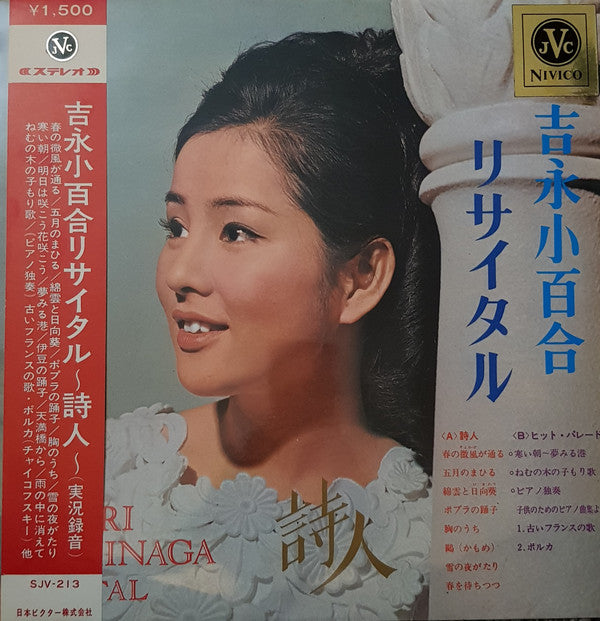 ¥1,500
JVC
ステレオ
吉永小百合リサイタル〜詩人〜(実況録音)
春の微風が通る/五月のまひる/綿雲と日向葵/ポプラの踊子/胸のうち/雪の夜がたり
寒い朝/明日は咲こう花咲こう/夢みる港/伊豆の踊子/天満橋から/雨の中に消えて
ねむの木の子もり歌/(ピアノ独奏)古いフランスの歌・ポルカ(チャイコフスキー)他
SJV-213
日本ビクター株式会社
JVC
NIVICO
吉永小百合
リサイタル
〈A〉詩人
春の微風が通る
五月のまひる
綿雲と日向葵
ポプラの踊子
胸のうち
鷗(かもめ)
雪の夜がたり
春を待ちつつ
〈B〉ヒット・パレード
○寒い朝〜夢みる港
○ねむの木の子もり歌
○ピアノ独奏
子供のためのピアノ曲集よ
1.古いフランスの歌
2.ポルカ
詩人
RI
INAGA
TAL